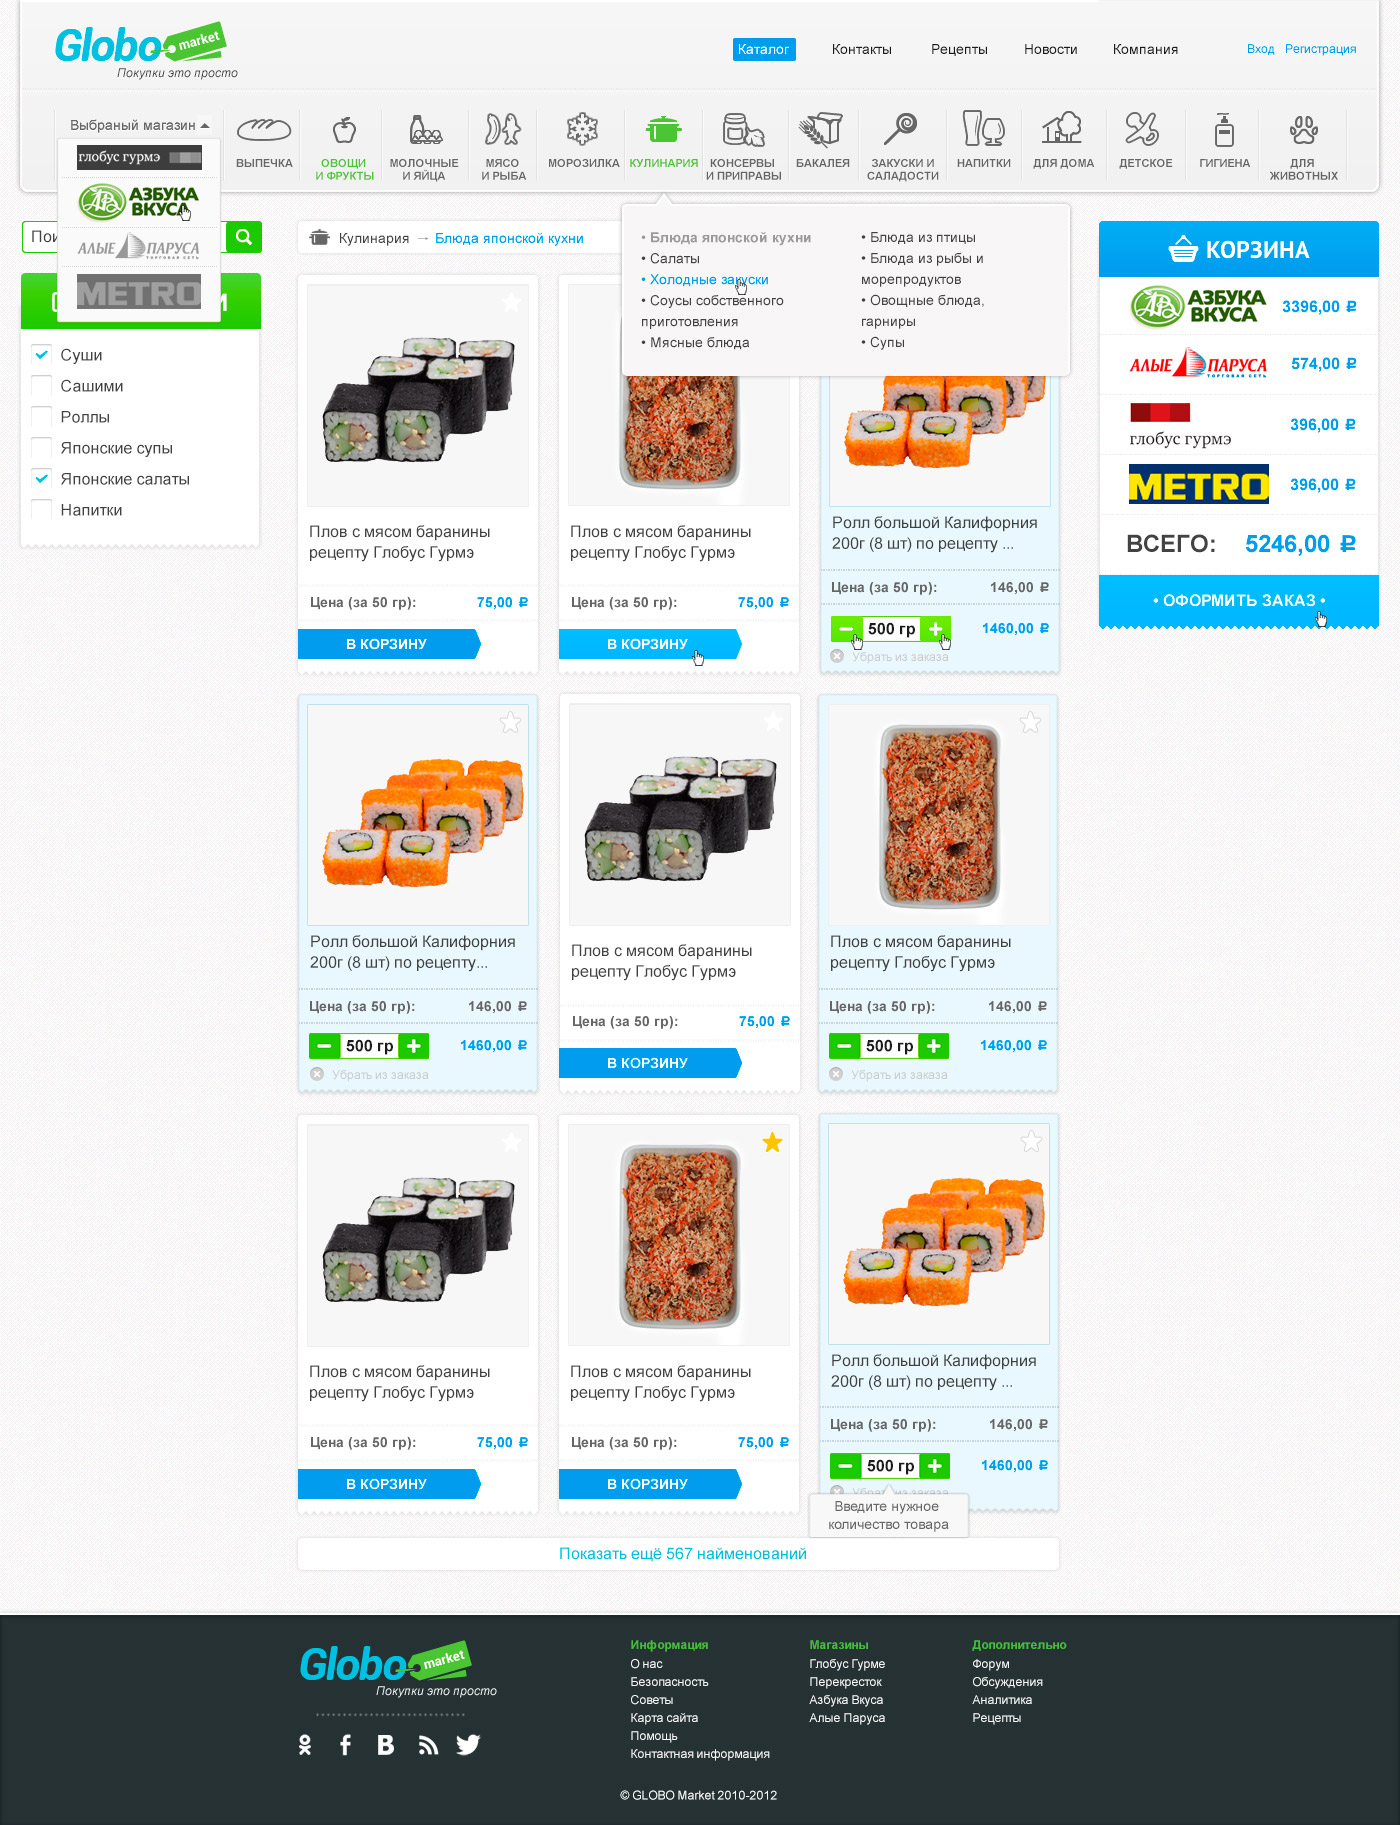 Globo market
Покупки это просто
Каталог
Контакты
Рецепты
Новости
Компания
Вход
Регистрация
Выбраный магазин
глобус гурмэ
АЗБУКА
ВКУСА
АЛЫЕ ПАРУСА
ТОРГОВАЯ СЕТЬ
METRO
ВЫПЕЧКА
ОВОЩИ
И ФРУКТЫ
МОЛОЧНЫЕ
И ЯЙЦА
МЯСО
И РЫБА
МОРОЗИЛКА
КУЛИНАРИЯ
КОНСЕРВЫ
И ПРИПРАВЫ
БАКАЛЕЯ
ЗАКУСКИ И
САЛАДОСТИ
НАПИТКИ
ДЛЯ ДОМА
ДЕТСКОЕ
ГИГИЕНА
ДЛЯ
ЖИВОТНЫХ
Суши
Сашими
Роллы
Японские супы
Японские салаты
Напитки
Кулинария → Блюда японской кухни
• Блюда японской кухни
• Салаты
• Холодные закуски
• Соусы собственного
приготовления
• Мясные блюда
• Блюда из птицы
• Блюда из рыбы и
морепродуктов
• Овощные блюда,
гарниры
• Супы
Плов с мясом баранины
рецепту Глобус Гурмэ
Цена (за 50 гр): 75,00 ₽
В КОРЗИНУ
Плов с мясом баранины
рецепту Глобус Гурмэ
Цена (за 50 гр): 75,00 ₽
В КОРЗИНУ
Ролл большой Калифорния
200г (8 шт) по рецепту ...
Цена (за 50 гр): 146,00 ₽
500 гр 1460,00 ₽
Убрать из заказа
Ролл большой Калифорния
200г (8 шт) по рецепту...
Цена (за 50 гр): 146,00 ₽
500 гр 1460,00 ₽
Убрать из заказа
Плов с мясом баранины
рецепту Глобус Гурмэ
Цена (за 50 гр): 75,00 ₽
В КОРЗИНУ
Плов с мясом баранины
рецепту Глобус Гурмэ
Цена (за 50 гр): 146,00 ₽
500 гр 1460,00 ₽
Убрать из заказа
Плов с мясом баранины
рецепту Глобус Гурмэ
Цена (за 50 гр): 75,00 ₽
В КОРЗИНУ
Плов с мясом баранины
рецепту Глобус Гурмэ
Цена (за 50 гр): 75,00 ₽
В КОРЗИНУ
Ролл большой Калифорния
200г (8 шт) по рецепту ...
Цена (за 50 гр): 146,00 ₽
500 гр 1460,00 ₽
Убрать из заказа
Введите нужное
количество товара
Показать ещё 567 найменований
КОРЗИНА
АЗБУКА
ВКУСА
3396,00 ₽
АЛЫЕ ПАРУСА
ТОРГОВАЯ СЕТЬ
574,00 ₽
глобус гурмэ
396,00 ₽
METRO
396,00 ₽
ВСЕГО: 5246,00 ₽
• ОФОРМИТЬ ЗАКАЗ •
Globo market
Покупки это просто
Информация
О нас
Безопасность
Советы
Карта сайта
Помощь
Контактная информация
Магазины
Глобус Гурме
Перекресток
Азбука Вкуса
Алые Паруса
Дополнительно
Форум
Обсуждения
Аналитика
Рецепты
© GLOBO Market 2010-2012